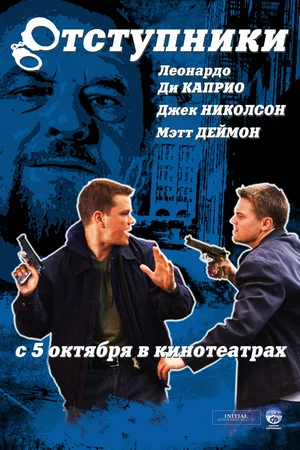 Отступники
Леонардо
Ди КАПРИО
Джек НИКОЛСОН
Мэтт ДЕЙМОН
с 5 октября в кинотеатрах
INITIAL